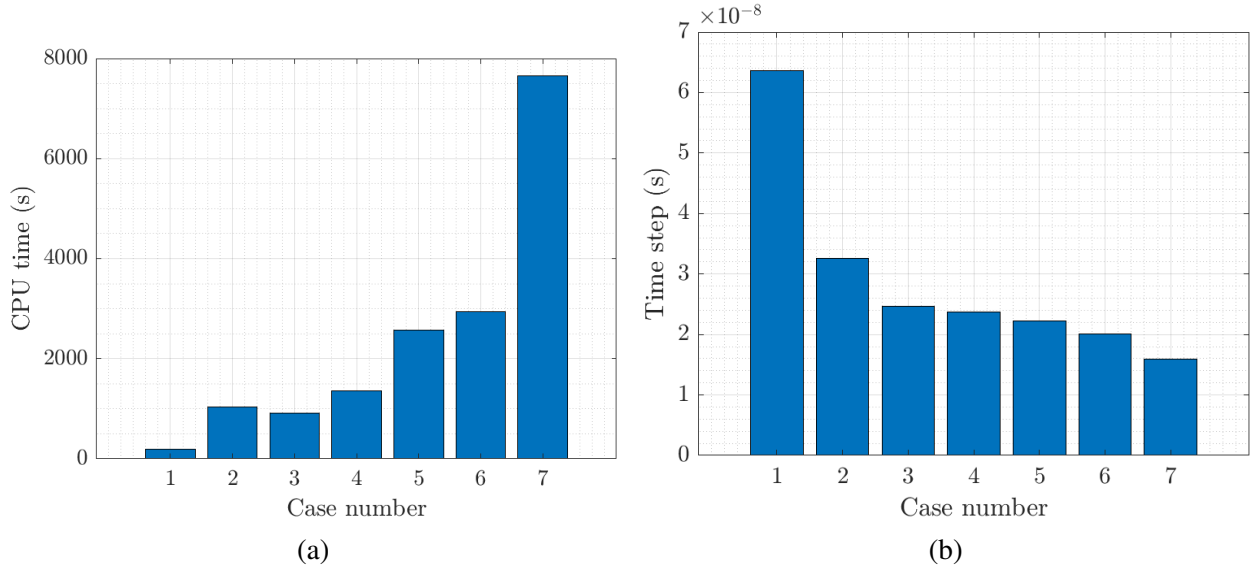 8000
6000
4000
2000
0
CPU time (s)
1 2 3 4 5 6 7
Case number
(a)
7 ×10⁻⁸
6
5
4
3
2
1
0
Time step (s)
1 2 3 4 5 6 7
Case number
(b)